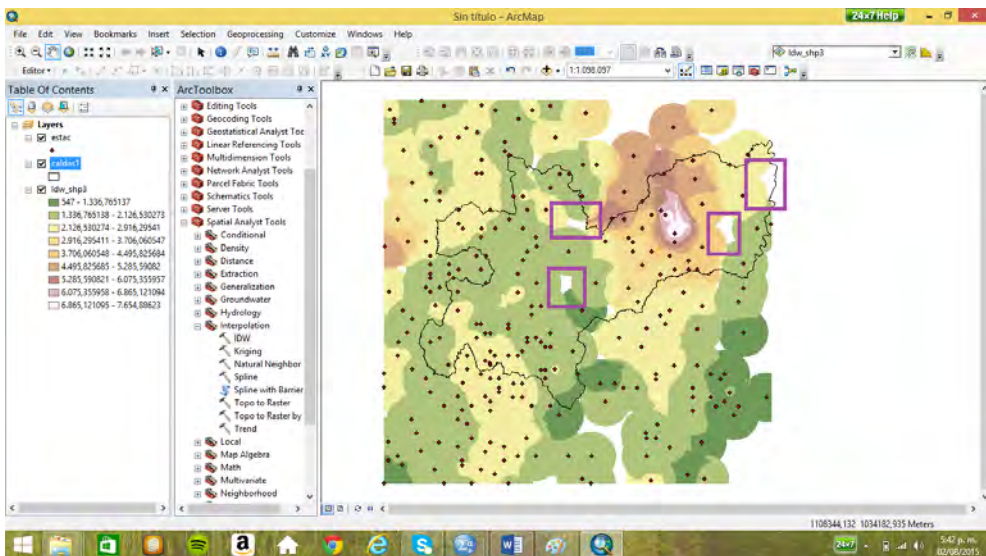 Sin título - ArcMap
24x7 Help
File Edit View Bookmarks Insert Selection Geoprocessing Customize Windows Help
Idw_shp3
Editor
1:1.098.097
Table Of Contents
ArcToolbox
Layers
estac
caldas1
Idw_shp3
547 - 1.336,765137
1.336,765138 - 2.126,530273
2.126,530274 - 2.916,29541
2.916,295411 - 3.706,060547
3.706,060548 - 4.495,825684
4.495,825685 - 5.285,59082
5.285,590821 - 6.075,355957
6.075,355958 - 6.865,121094
6.865,121095 - 7.654,88623
Editing Tools
Geocoding Tools
Geostatistical Analyst Too
Linear Referencing Tools
Multidimension Tools
Network Analyst Tools
Parcel Fabric Tools
Schematics Tools
Server Tools
Spatial Analyst Tools
Conditional
Density
Distance
Extraction
Generalization
Groundwater
Hydrology
Interpolation
IDW
Kriging
Natural Neighbor
Spline
Spline with Barrier
Topo to Raster
Topo to Raster by
Trend
Local
Map Algebra
Math
Multivariate
Neighborhood
1108344,132 1034182,935 Meters
24x7
5:42 p. m.
02/08/2015